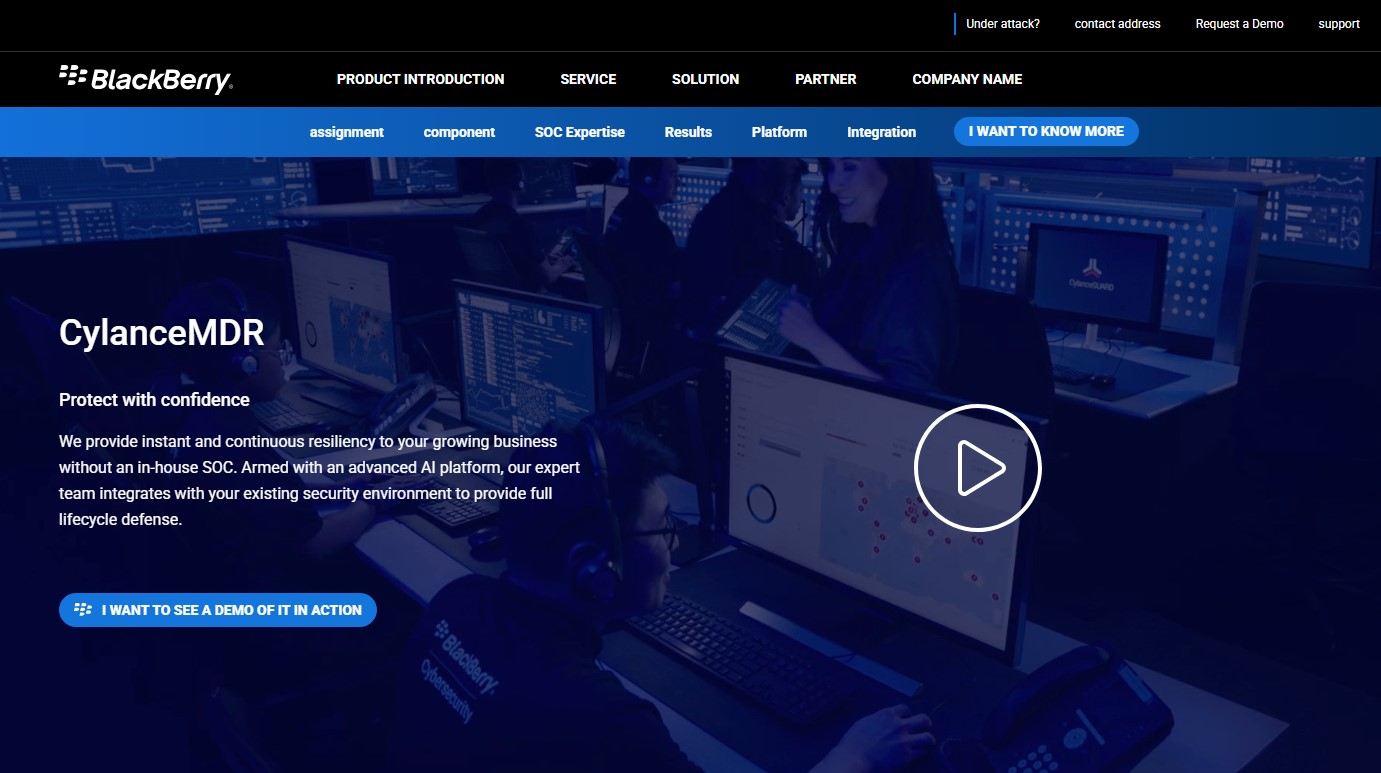 Under attack? contact address Request a Demo support
BlackBerry
PRODUCT INTRODUCTION SERVICE SOLUTION PARTNER COMPANY NAME
assignment component SOC Expertise Results Platform Integration I WANT TO KNOW MORE
CylanceGUARD
CylanceMDR
Protect with confidence
We provide instant and continuous resiliency to your growing business
without an in-house SOC. Armed with an advanced AI platform, our expert
team integrates with your existing security environment to provide full
lifecycle defense.
I WANT TO SEE A DEMO OF IT IN ACTION
BlackBerry
Cybersecurity